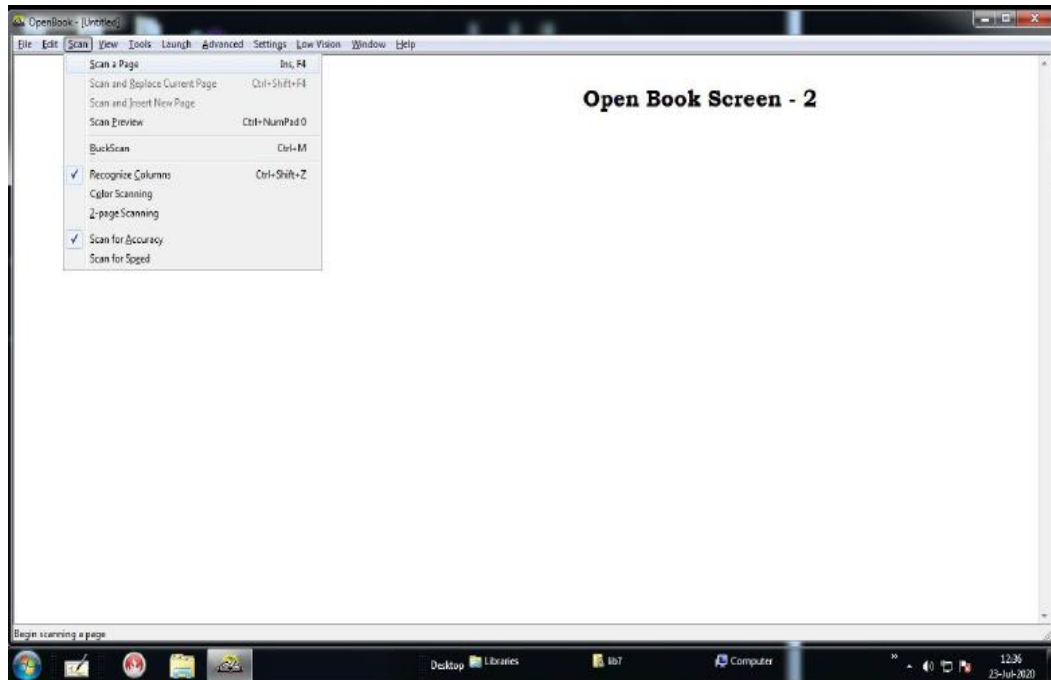 OpenBook - [Untitled]
File Edit Scan View Tools Launch Advanced Settings Low Vision Window Help
Scan a Page Ins, F4
Scan and Replace Current Page Ctrl+Shift+F4
Scan and Insert New Page
Scan Preview Ctrl+NumPad 0
BuckScan Ctrl+M
Recognize Columns Ctrl+Shift+Z
Color Scanning
2-page Scanning
Scan for Accuracy
Scan for Speed
Open Book Screen - 2
Begin scanning a page
Desktop Libraries lib7 Computer » 12:36
23-Jul-2020